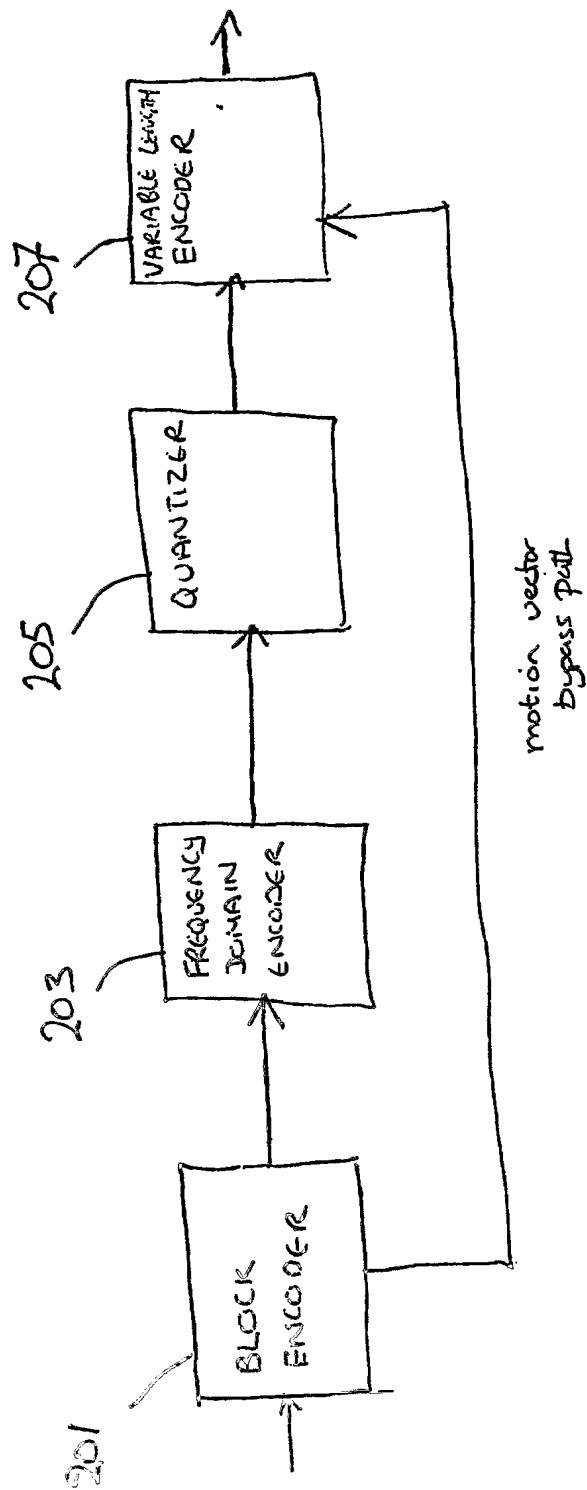 201
BLOCK
ENCODER
203
FREQUENCY
DOMAIN
ENCODER
205
QUANTIZER
207
VARIABLE LENGTH
ENCODER
motion vector
bypass path